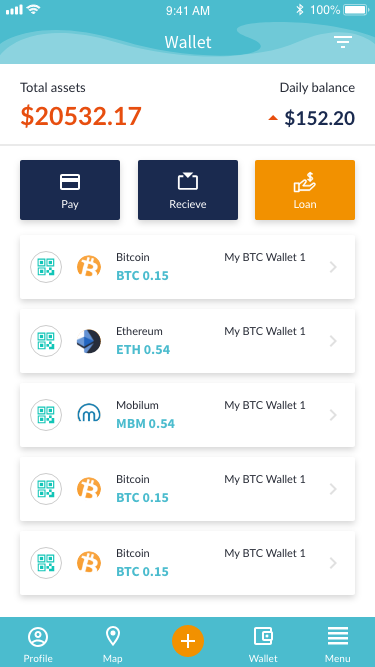 9:41 AM 100%
Wallet
Total assets Daily balance
$20532.17 $152.20
Pay Recieve Loan
Bitcoin My BTC Wallet 1
BTC 0.15
Ethereum My BTC Wallet 1
ETH 0.54
Mobilum My BTC Wallet 1
MBM 0.54
Bitcoin My BTC Wallet 1
BTC 0.15
Bitcoin My BTC Wallet 1
BTC 0.15
Profile Map Wallet Menu